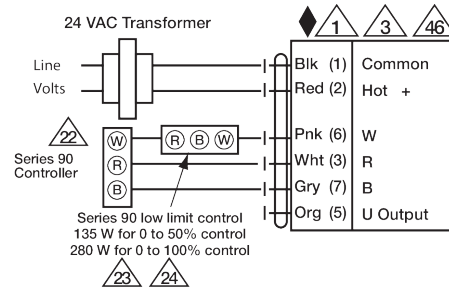 24 VAC Transformer
1 3 46
Line
Volts
Blk (1) Common
Red (2) Hot +
22
Series 90
Controller
W R B W
R
B
Pnk (6) W
Wht (3) R
Gry (7) B
Org (5) U Output
Series 90 low limit control
135 W for 0 to 50% control
280 W for 0 to 100% control
23 24